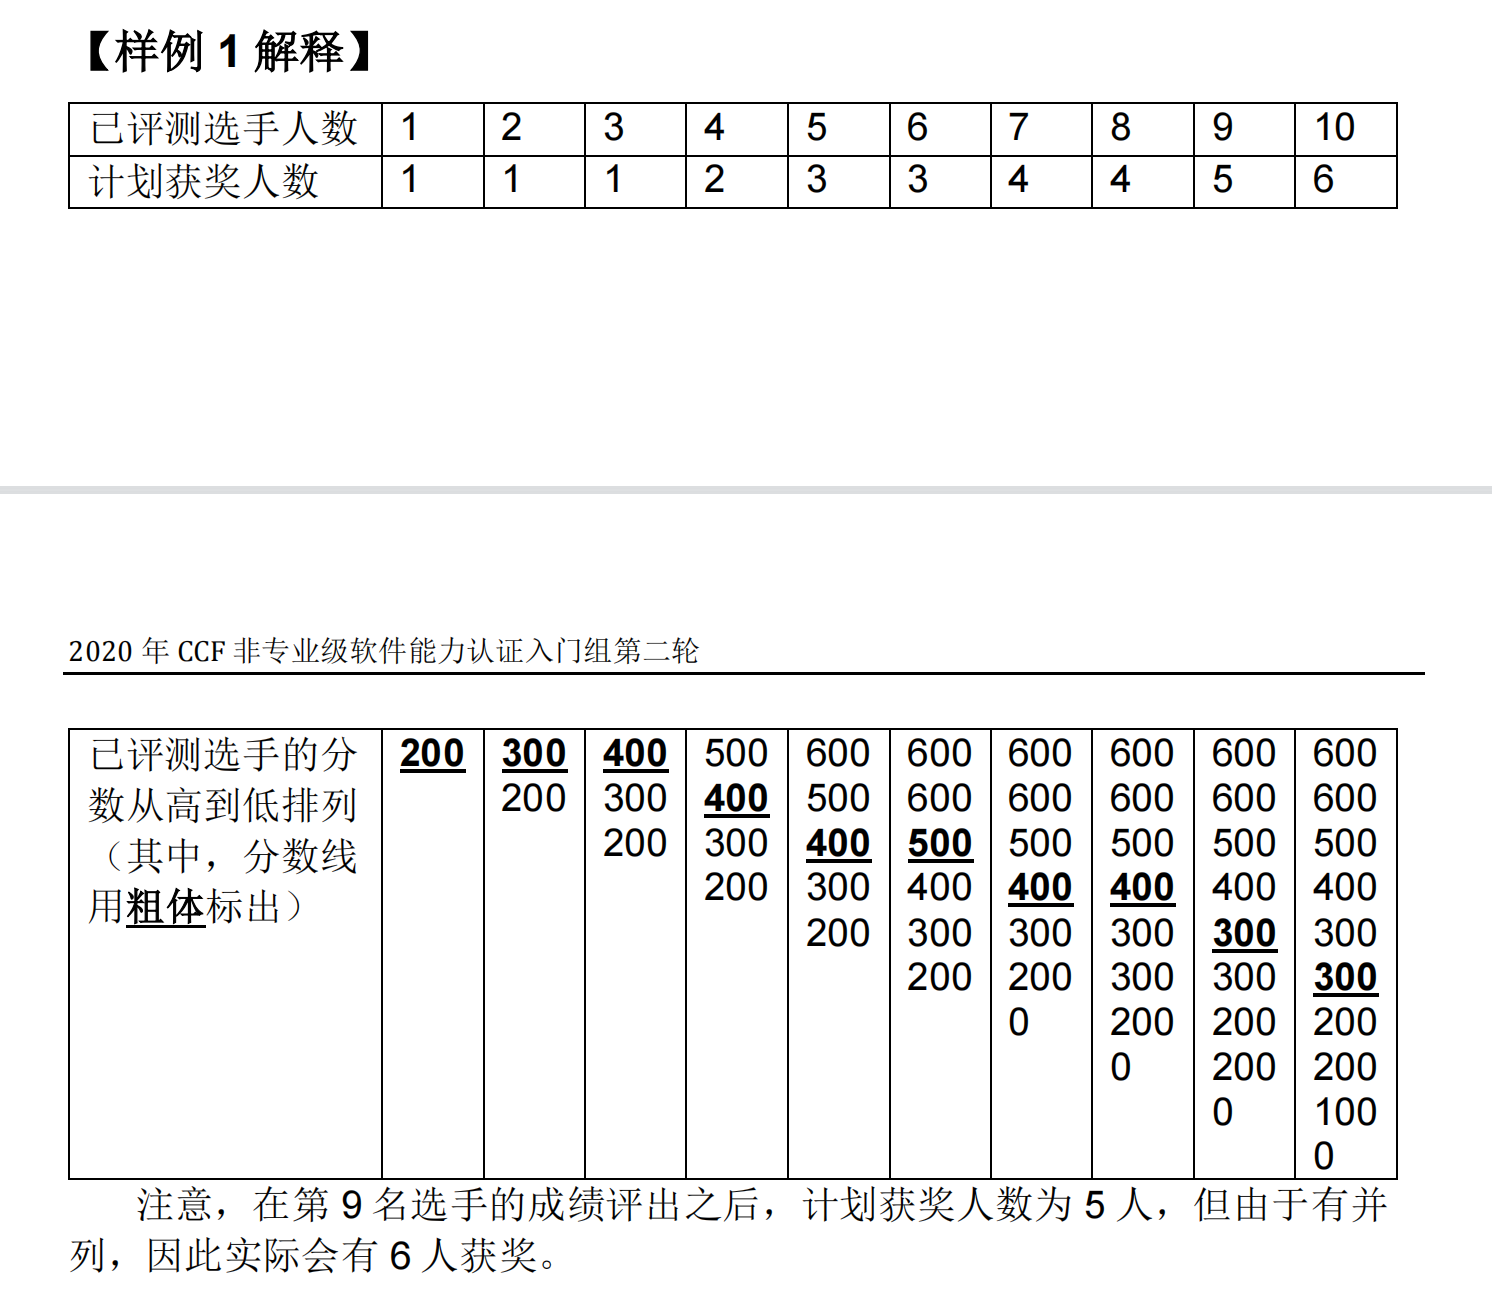 【样例 1 解释】
已评测选手人数 1 2 3 4 5 6 7 8 9 10
计划获奖人数 1 1 1 2 3 3 4 4 5 6
2020 年 CCF 非专业级软件能力认证入门组第二轮
已评测选手的分 200 300 400 500 600 600 600 600 600 600
数从高到低排列 200 300 400 500 600 600 600 600 600
（其中，分数线 200 300 400 500 500 500 500 500
用粗体标出） 200 300 400 400 400 400 400
200 300 300 300 300 300
200 200 300 300 300
0 200 200 200
0 200 200
0 100
0
注意，在第 9 名选手的成绩评出之后，计划获奖人数为 5 人，但由于有并
列，因此实际会有 6 人获奖。